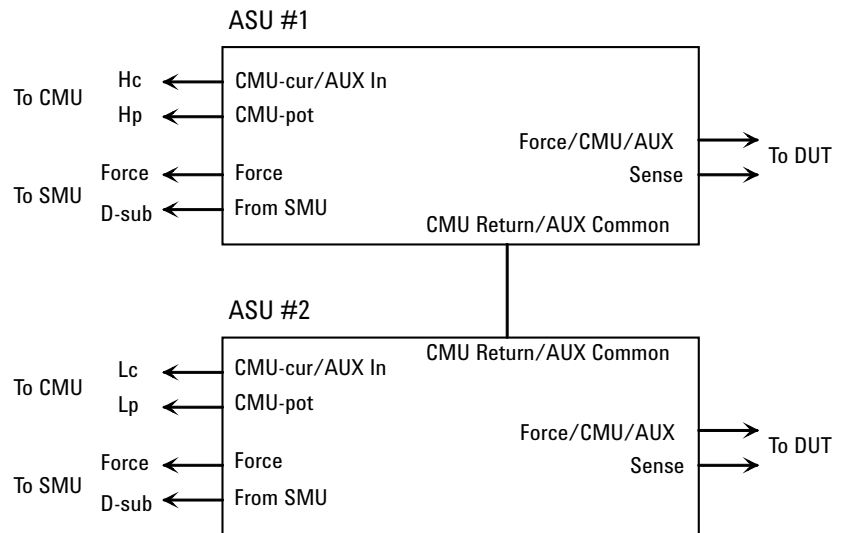 ASU #1
To CMU
Hc
CMU-cur/AUX In
Hp
CMU-pot
Force/CMU/AUX
To DUT
Sense
To SMU
Force
Force
D-sub
From SMU
CMU Return/AUX Common
ASU #2
CMU Return/AUX Common
To CMU
Lc
CMU-cur/AUX In
Lp
CMU-pot
Force/CMU/AUX
To DUT
Sense
To SMU
Force
Force
D-sub
From SMU